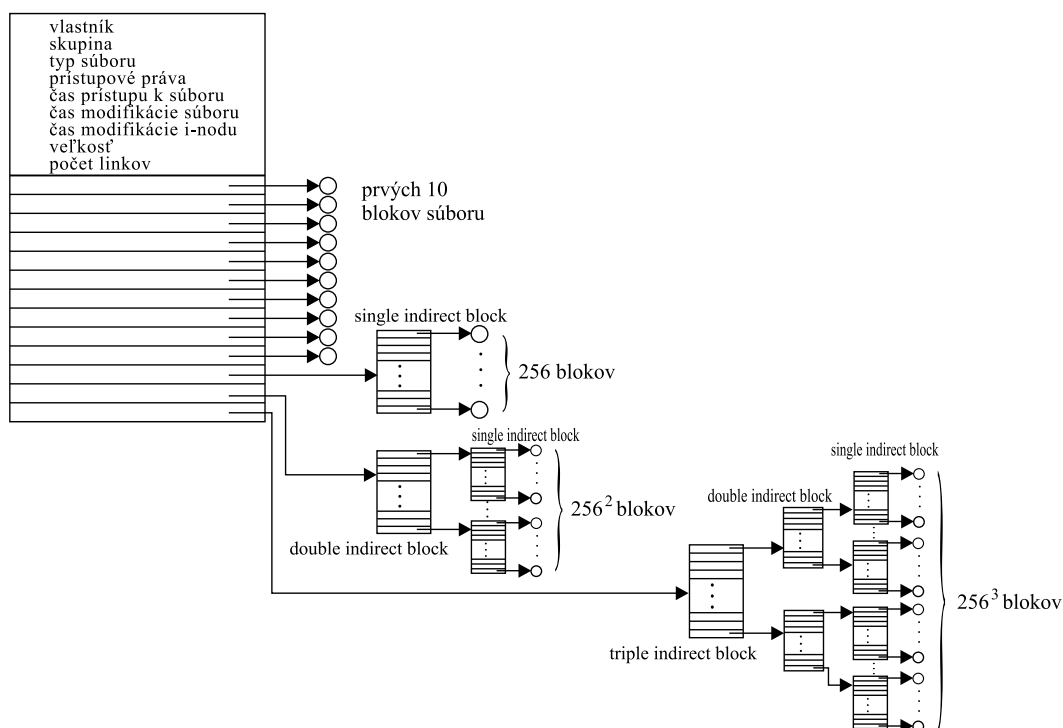 vlastník
skupina
typ súboru
prístupové práva
čas prístupu k súboru
čas modifikácie súboru
čas modifikácie i-nodu
veľkosť
počet linkov
prvých 10
blokov súboru
single indirect block
256 blokov
single indirect block
256² blokov
double indirect block
single indirect block
double indirect block
256³ blokov
triple indirect block